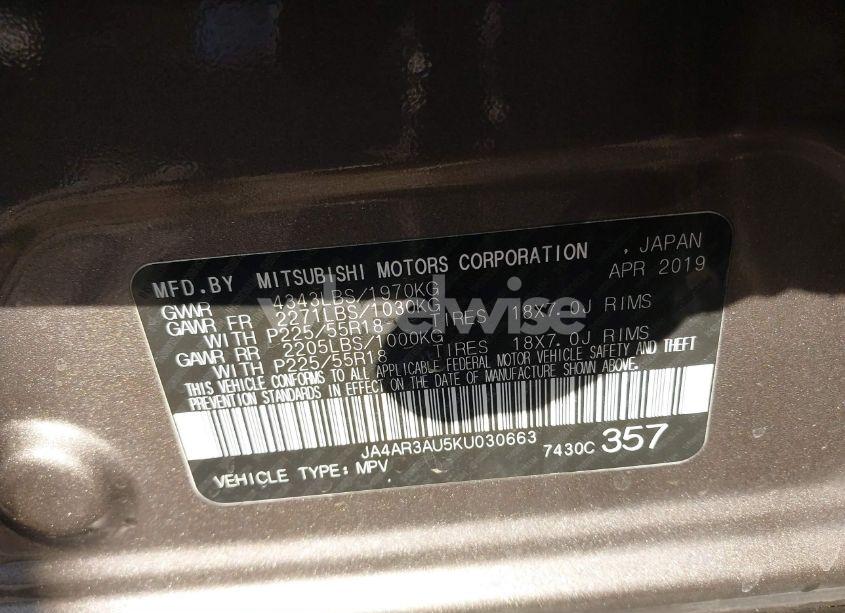 MFD.BY MITSUBISHI MOTORS CORPORATION , JAPAN
GWR 4343LBS/1970KG APR 2019
GAWR FR 2271LBS/1030KG
WITH P225/55R18 TIRES 18X7.0J RIMS
GAWR RR 2205LBS/1000KG
WITH P225/55R18 TIRES 18X7.0J RIMS
THIS VEHICLE CONFORMS TO ALL APPLICABLE FEDERAL MOTOR VEHICLE SAFETY AND THEFT
PREVENTION STANDARDS IN EFFECT ON THE DATE OF MANUFACTURE SHOWN ABOVE.
JA4AR3AU5KU030663 7430C 357
VEHICLE TYPE: MPV